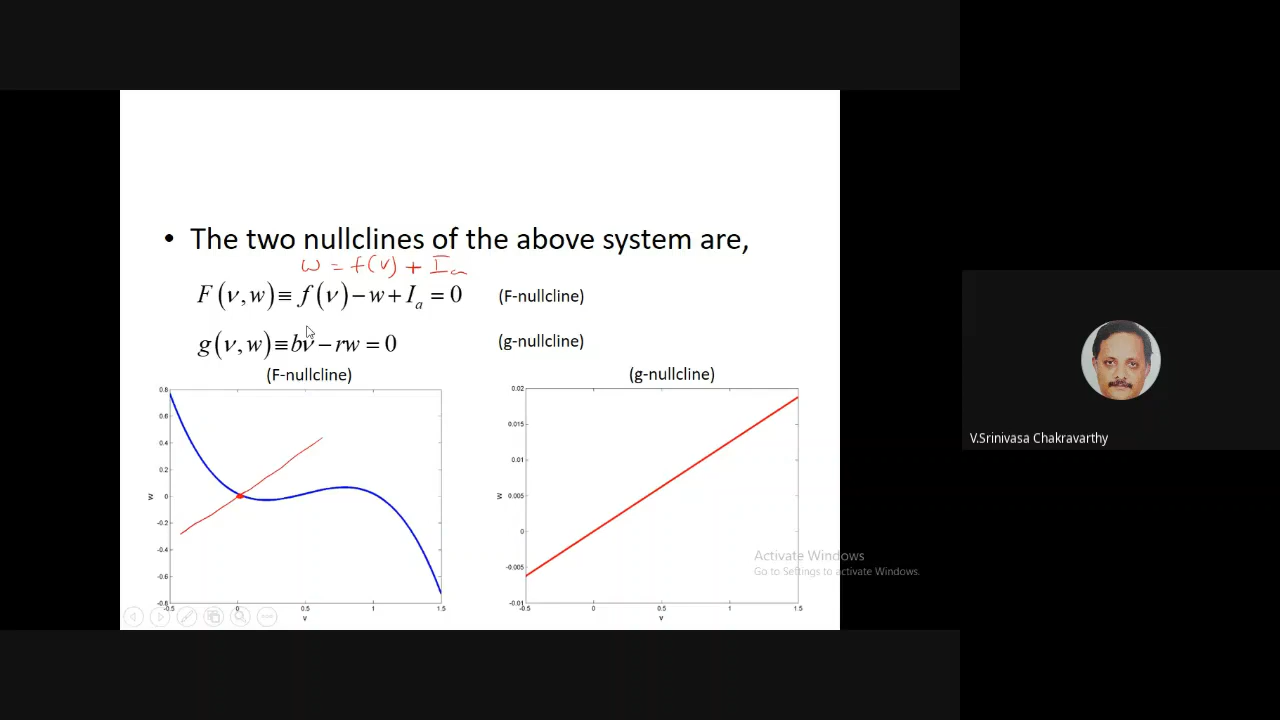 • The two nullclines of the above system are,
w = f(v) + Ia
F(v,w) ≡ f(v) − w + Ia = 0 (F-nullcline)
g(v,w) ≡ bv − rw = 0 (g-nullcline)
(F-nullcline) (g-nullcline)
0.8
0.6
0.4
0.2
0
-0.2
-0.4
-0.6
-0.8
w
-0.5 0 0.5 1 1.5
v
0.02
0.015
0.01
0.005
0
-0.005
-0.01
w
-0.5 0 0.5 1 1.5
v
Activate Windows
Go to Settings to activate Windows.
V.Srinivasa Chakravarthy